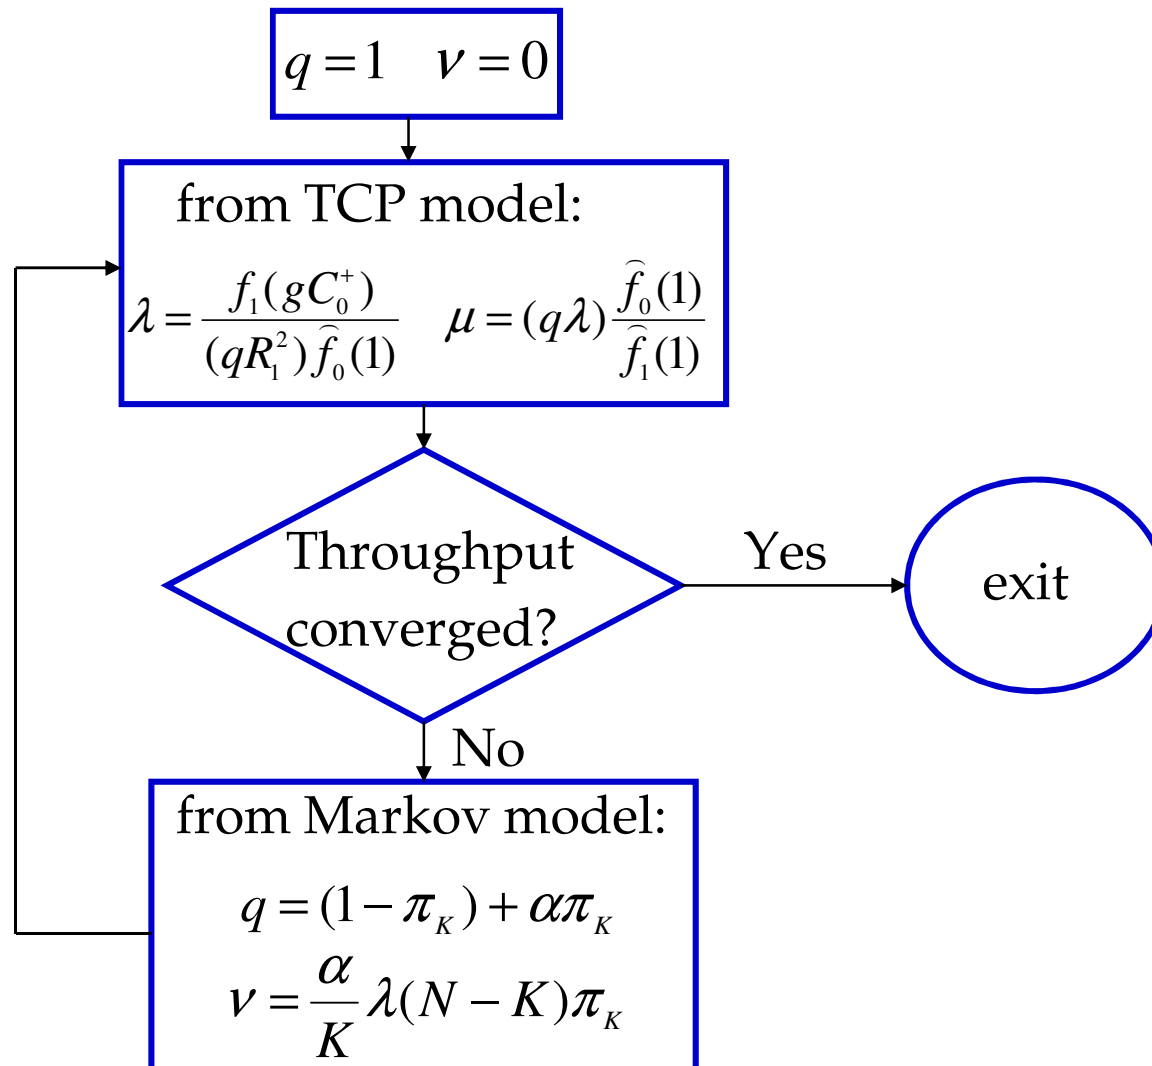 q = 1 ν = 0
from TCP model:
λ = f₁(gC₀⁺) / (qR₁²)f̂₀(1) μ = (qλ) f̂₀(1) / f̂₁(1)
Throughput
converged?
Yes
exit
No
from Markov model:
q = (1 − π_K) + απ_K
ν = α/K λ(N − K)π_K